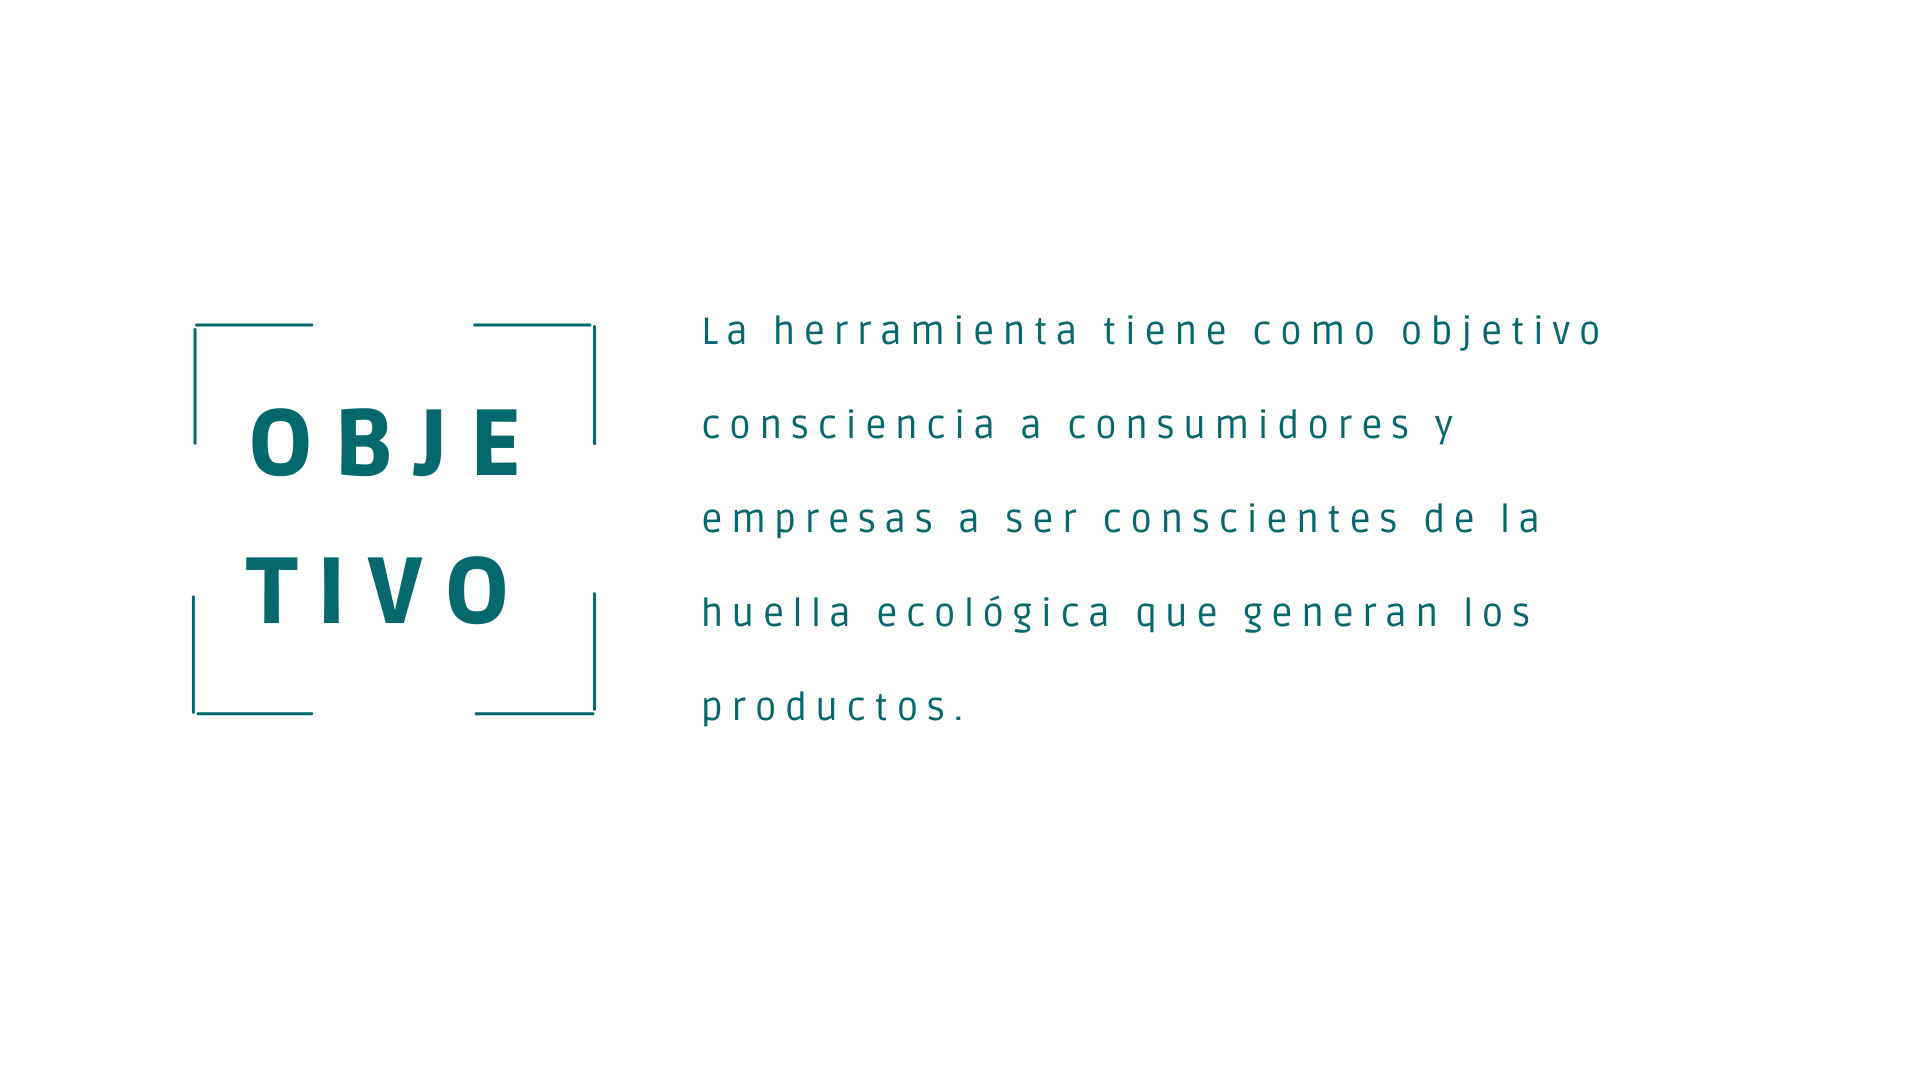 OBJE
TIVO
La herramienta tiene como objetivo
consciencia a consumidores y
empresas a ser conscientes de la
huella ecológica que generan los
productos.